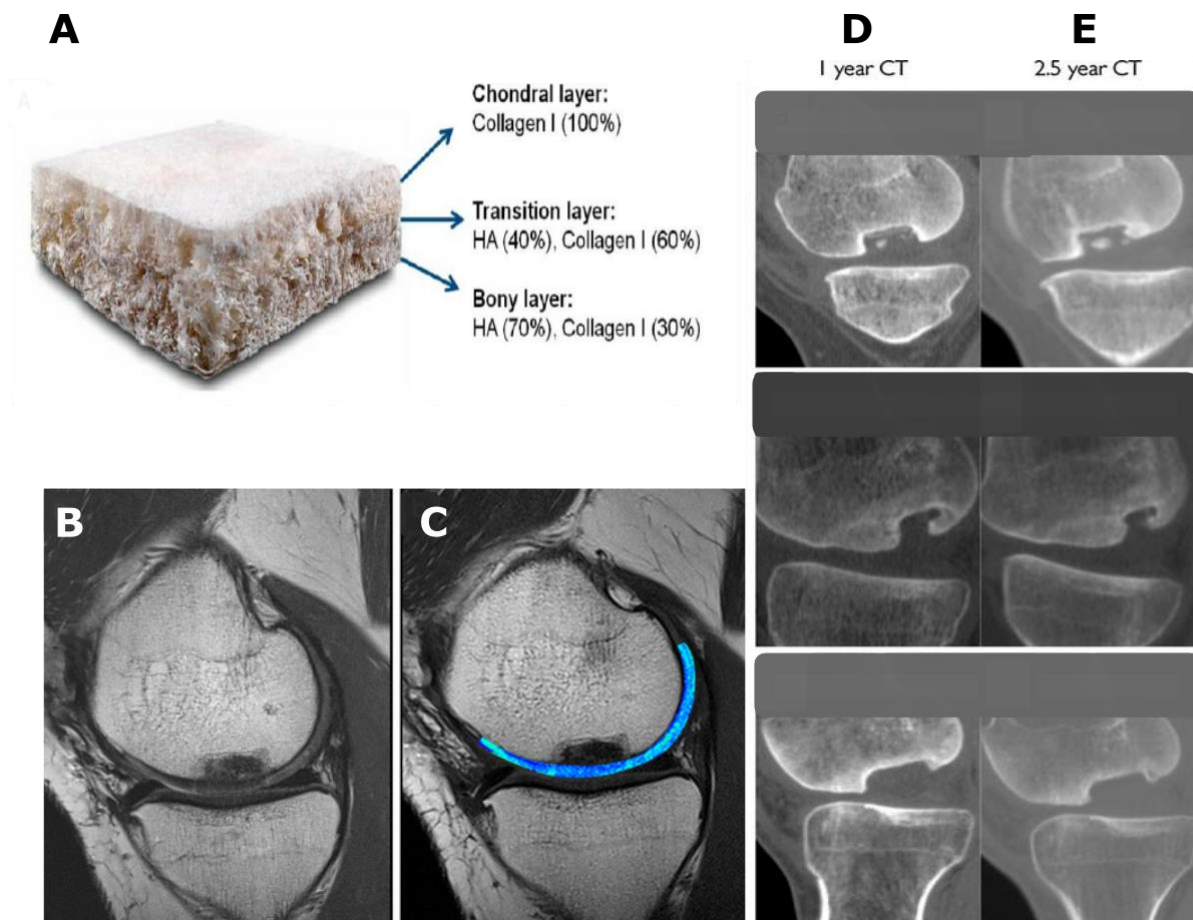 A
D
E
1 year CT
2.5 year CT
Chondral layer:
Collagen I (100%)
Transition layer:
HA (40%), Collagen I (60%)
Bony layer:
HA (70%), Collagen I (30%)
B
C